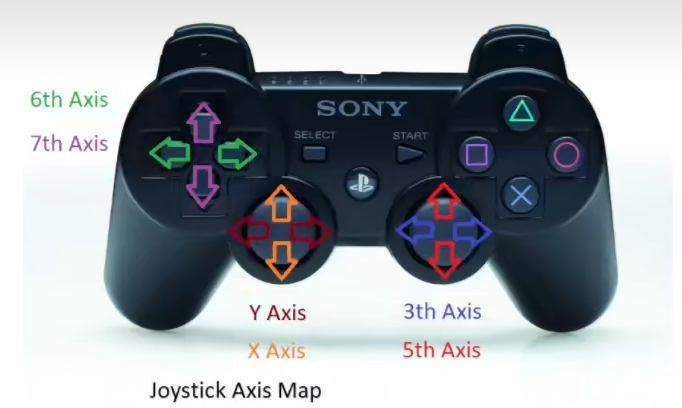 6th Axis
7th Axis
SONY
SELECT
START
Y Axis
3th Axis
X Axis
5th Axis
Joystick Axis Map